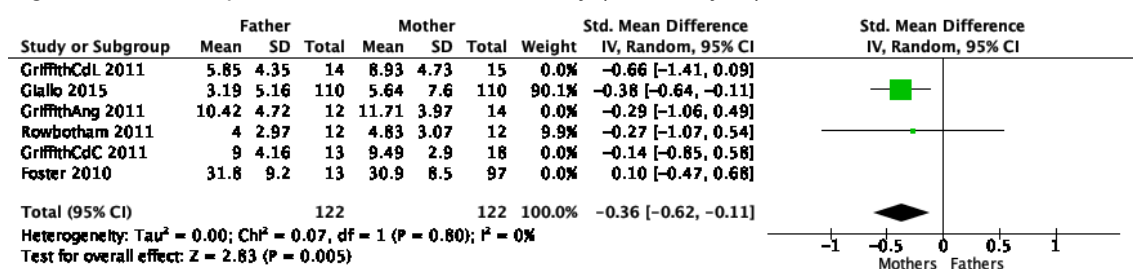 Father Mother Std. Mean Difference Std. Mean Difference
Study or Subgroup Mean SD Total Mean SD Total Weight IV, Random, 95% CI IV, Random, 95% CI
GriffithCdL 2011 5.85 4.35 14 8.93 4.73 15 0.0% −0.66 [−1.41, 0.09]
Giallo 2015 3.19 5.16 110 5.64 7.6 110 90.1% −0.38 [−0.64, −0.11]
GriffithAng 2011 10.42 4.72 12 11.71 3.97 14 0.0% −0.29 [−1.06, 0.49]
Rowbotham 2011 4 2.97 12 4.83 3.07 12 9.9% −0.27 [−1.07, 0.54]
GriffithCdC 2011 9 4.16 13 9.49 2.9 18 0.0% −0.14 [−0.85, 0.58]
Foster 2010 31.8 9.2 13 30.9 8.5 97 0.0% 0.10 [−0.47, 0.68]
Total (95% CI) 122 122 100.0% −0.36 [−0.62, −0.11]
Heterogeneity: Tau² = 0.00; Chi² = 0.07, df = 1 (P = 0.80); I² = 0%
Test for overall effect: Z = 2.83 (P = 0.005)
−1 −0.5 0 0.5 1
Mothers Fathers